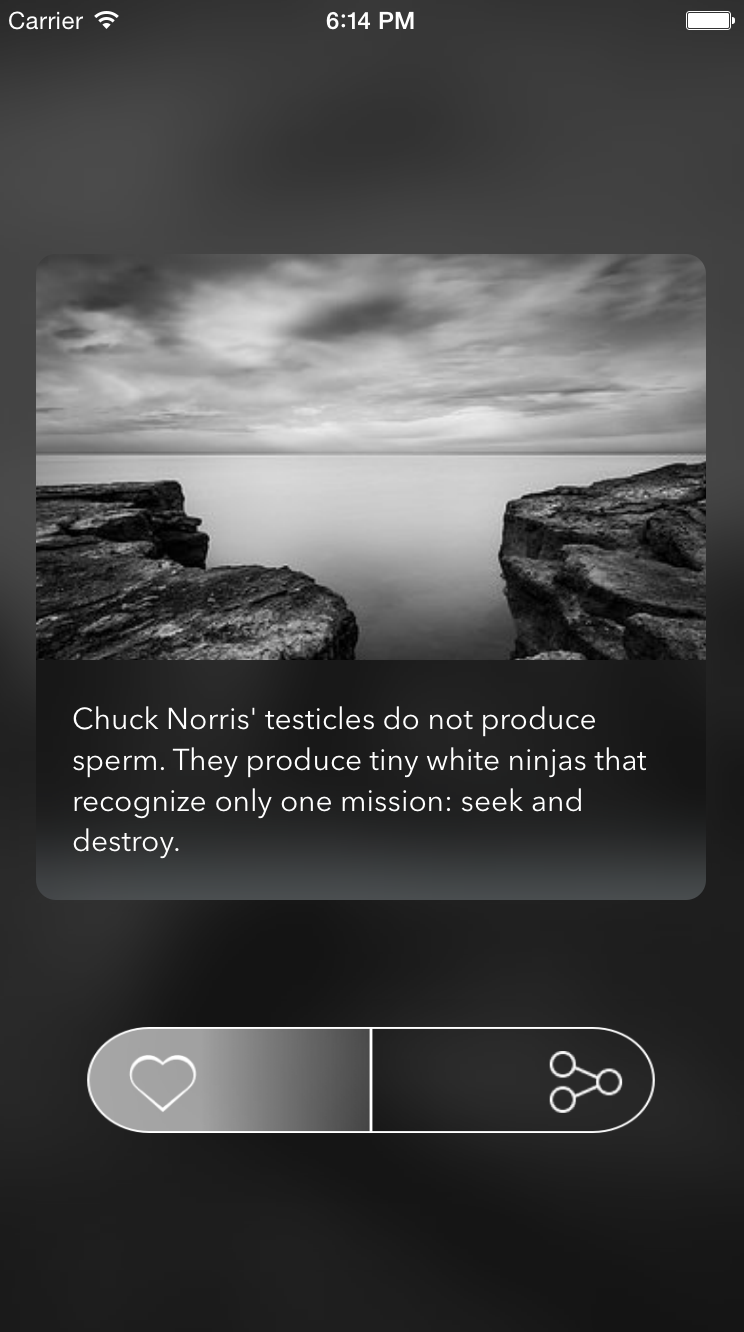 Carrier 6:14 PM
Chuck Norris' testicles do not produce
sperm. They produce tiny white ninjas that
recognize only one mission: seek and
destroy.